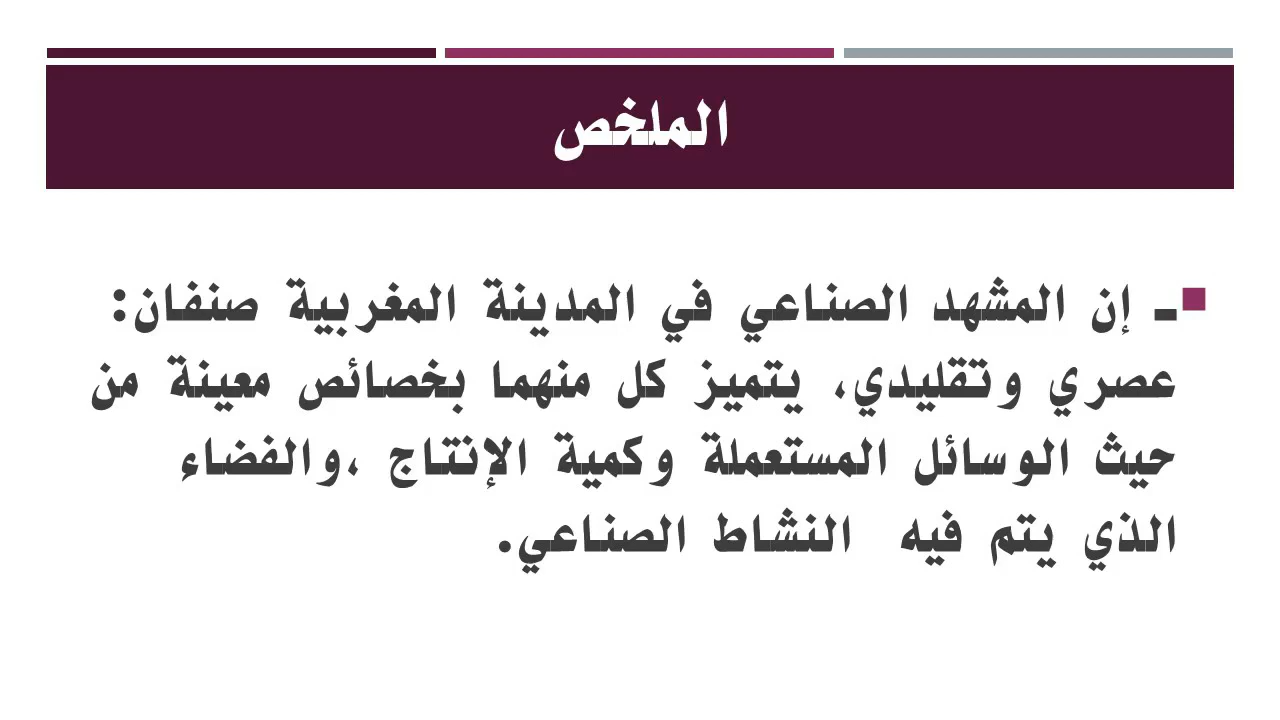 الملخص
ـ إن المشهد الصناعي في المدينة المغربية صنفان:
عصري وتقليدي، يتميز كل منهما بخصائص معينة من
حيث الوسائل المستعملة وكمية الإنتاج ،والفضاء
الذي يتم فيه  النشاط الصناعي.